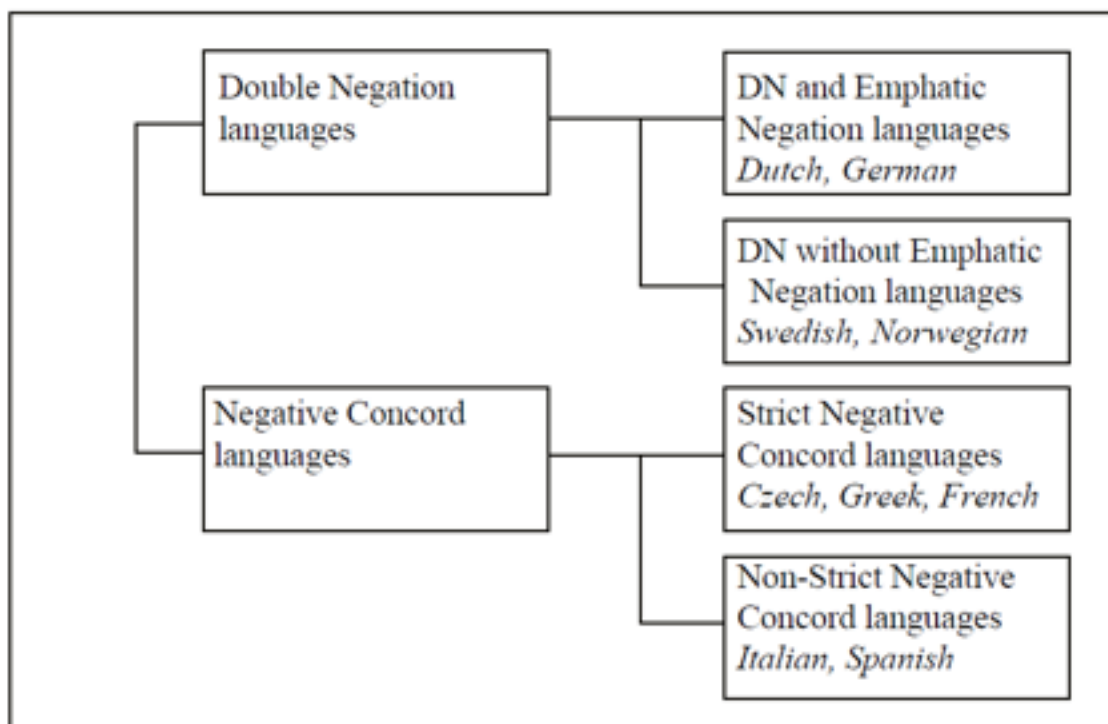 Double Negation
languages
DN and Emphatic
Negation languages
Dutch, German
DN without Emphatic
Negation languages
Swedish, Norwegian
Negative Concord
languages
Strict Negative
Concord languages
Czech, Greek, French
Non-Strict Negative
Concord languages
Italian, Spanish